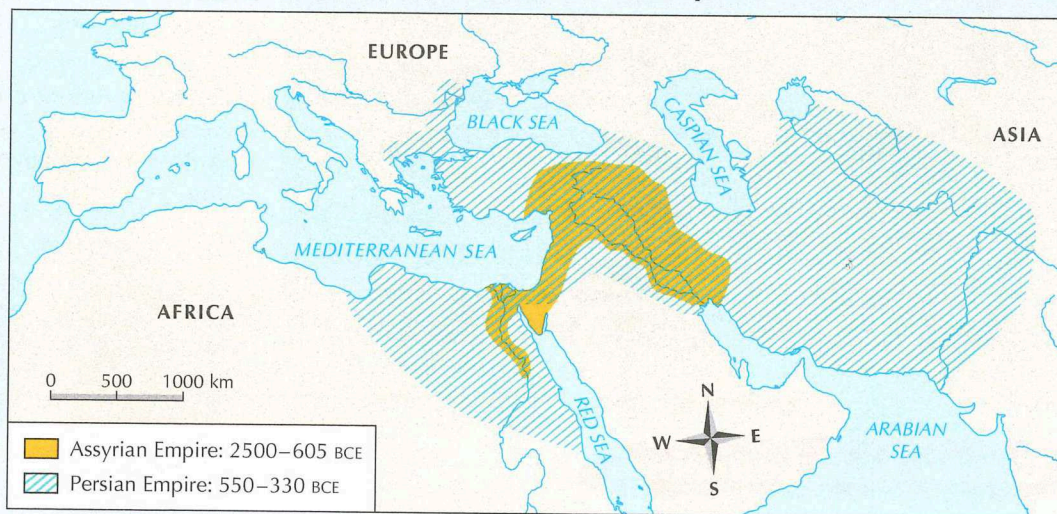 EUROPE
BLACK SEA
CASPIAN SEA
ASIA
MEDITERRANEAN SEA
AFRICA
0 500 1000 km
RED SEA
N
W E
S
ARABIAN
SEA
Assyrian Empire: 2500–605 BCE
Persian Empire: 550–330 BCE